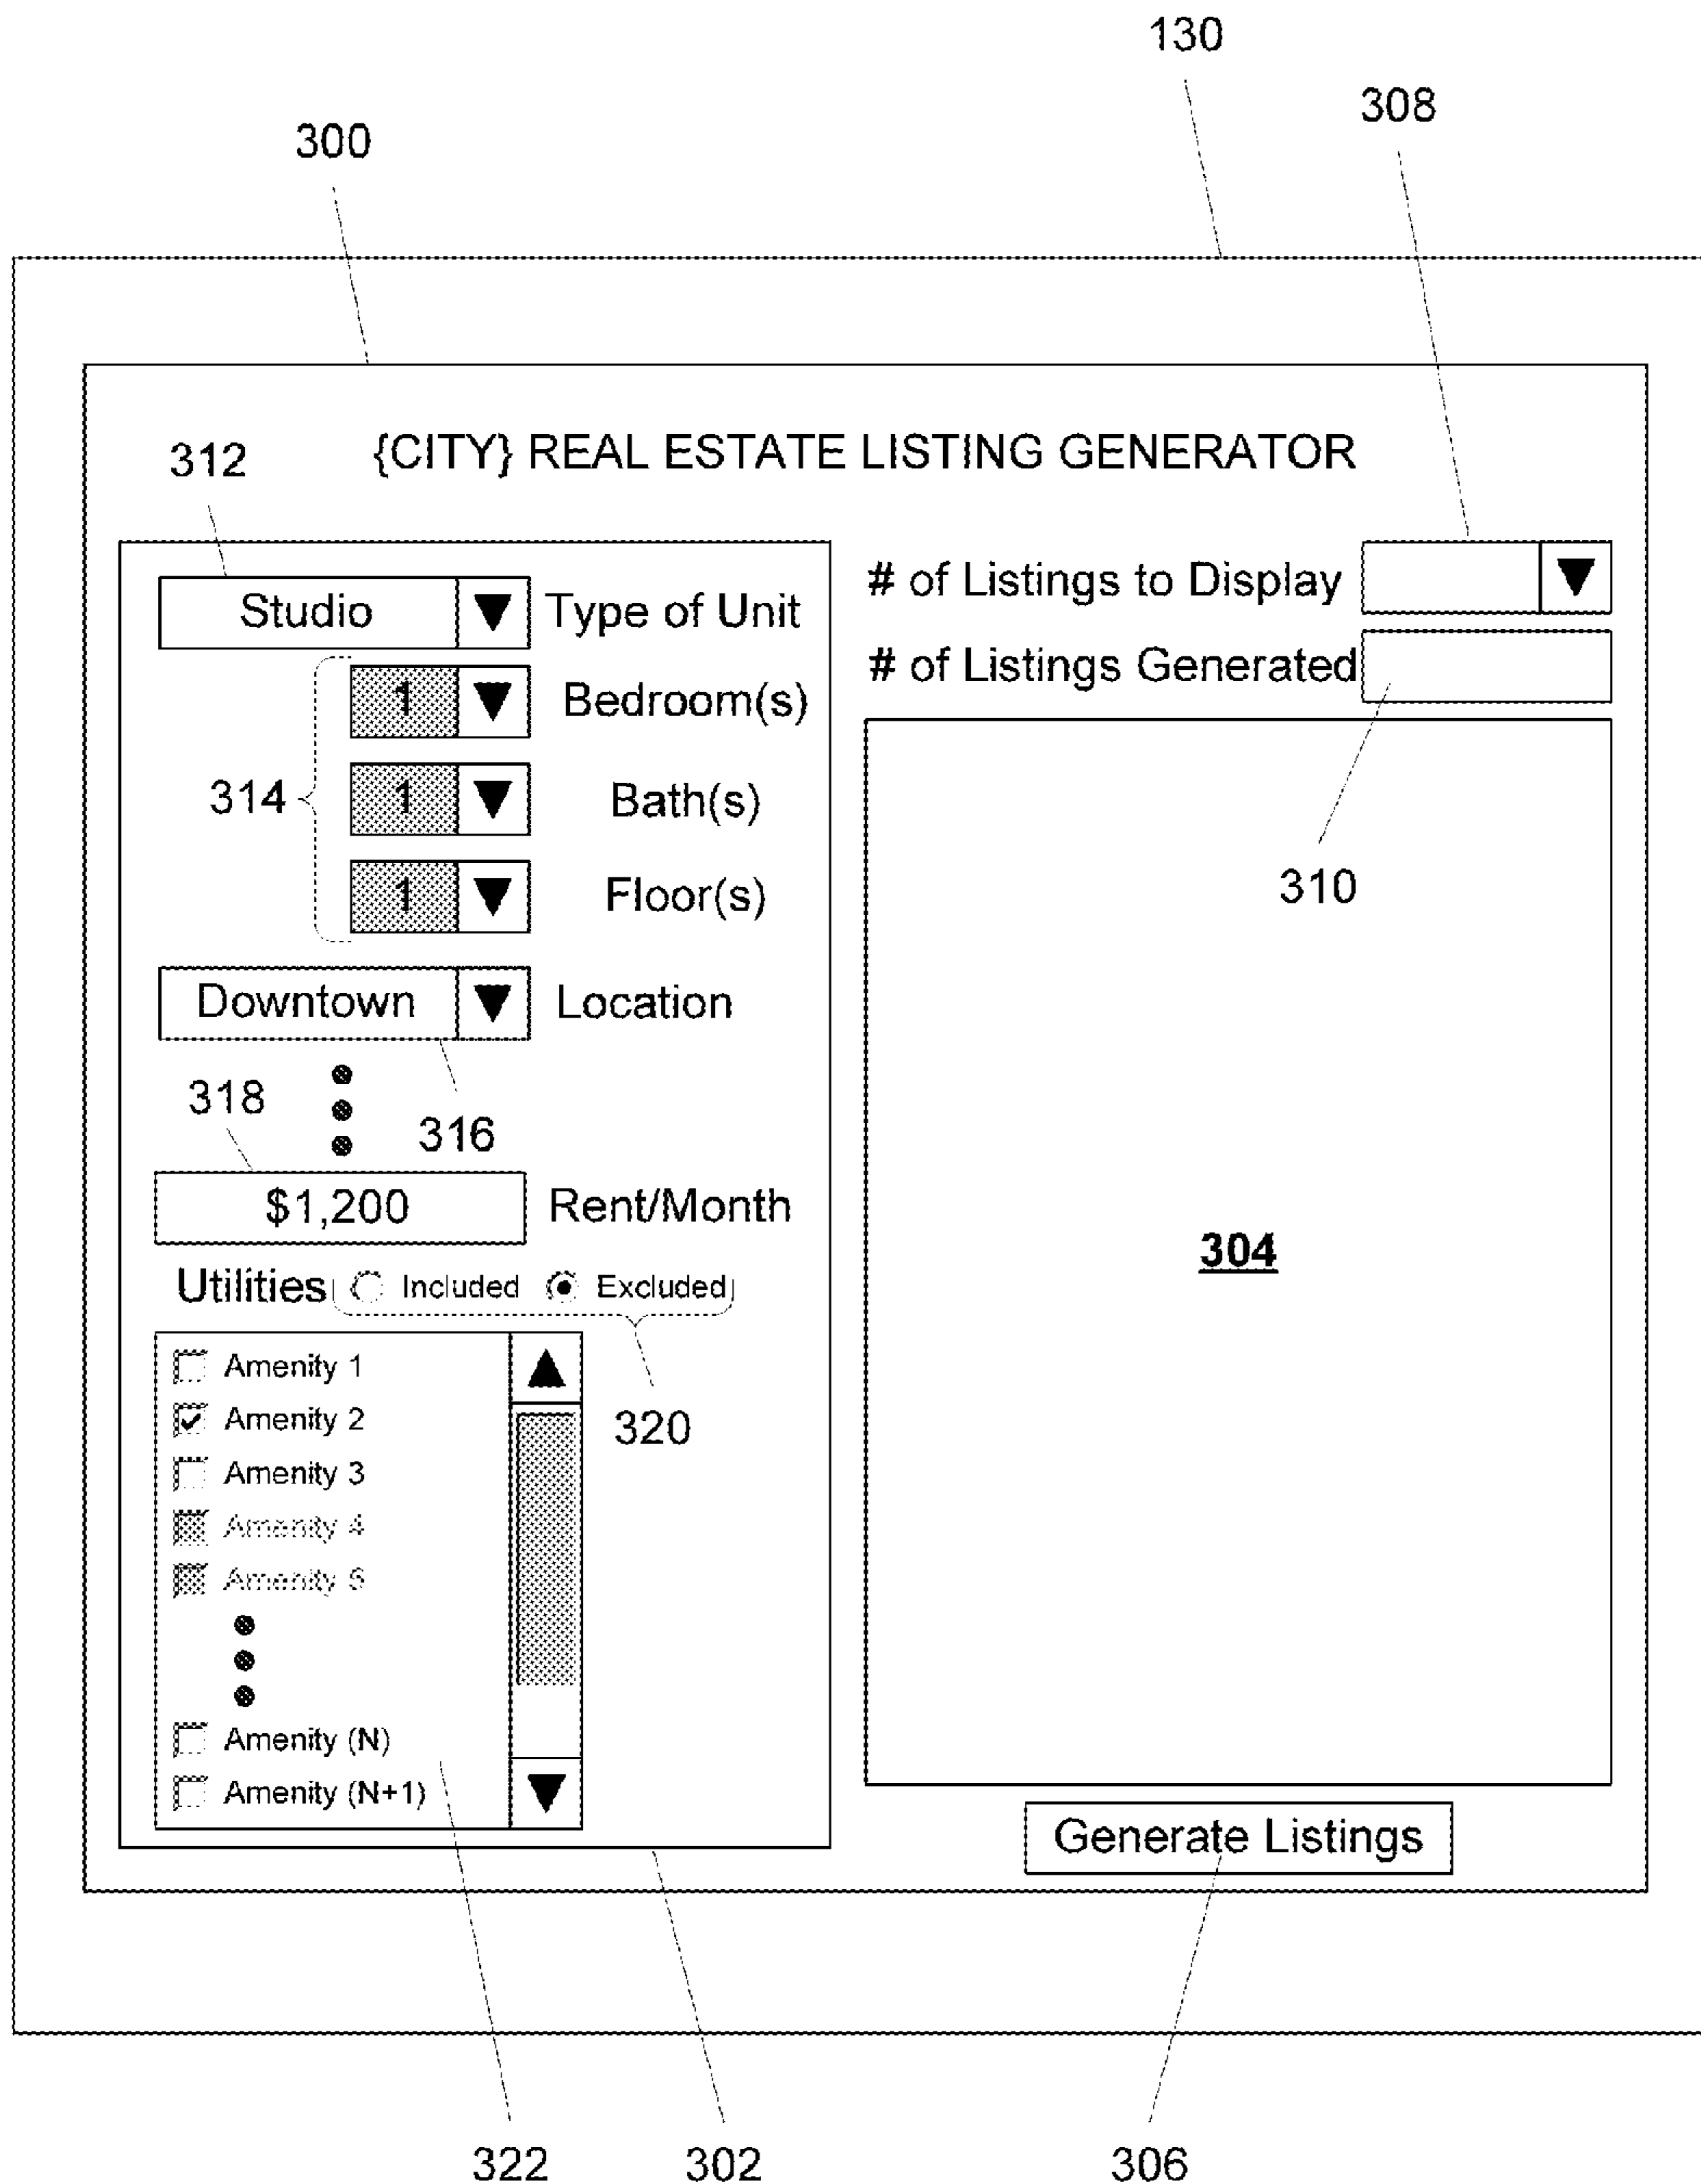 130
308
300
312
{CITY} REAL ESTATE LISTING GENERATOR
Studio Type of Unit
# of Listings to Display
# of Listings Generated
1 Bedroom(s)
314
1 Bath(s)
1 Floor(s)
310
Downtown Location
318
316
$1,200 Rent/Month
304
Utilities Included Excluded
Amenity 1
Amenity 2
320
Amenity 3
Amenity 4
Amenity 5
Amenity (N)
Amenity (N+1)
Generate Listings
322
302
306